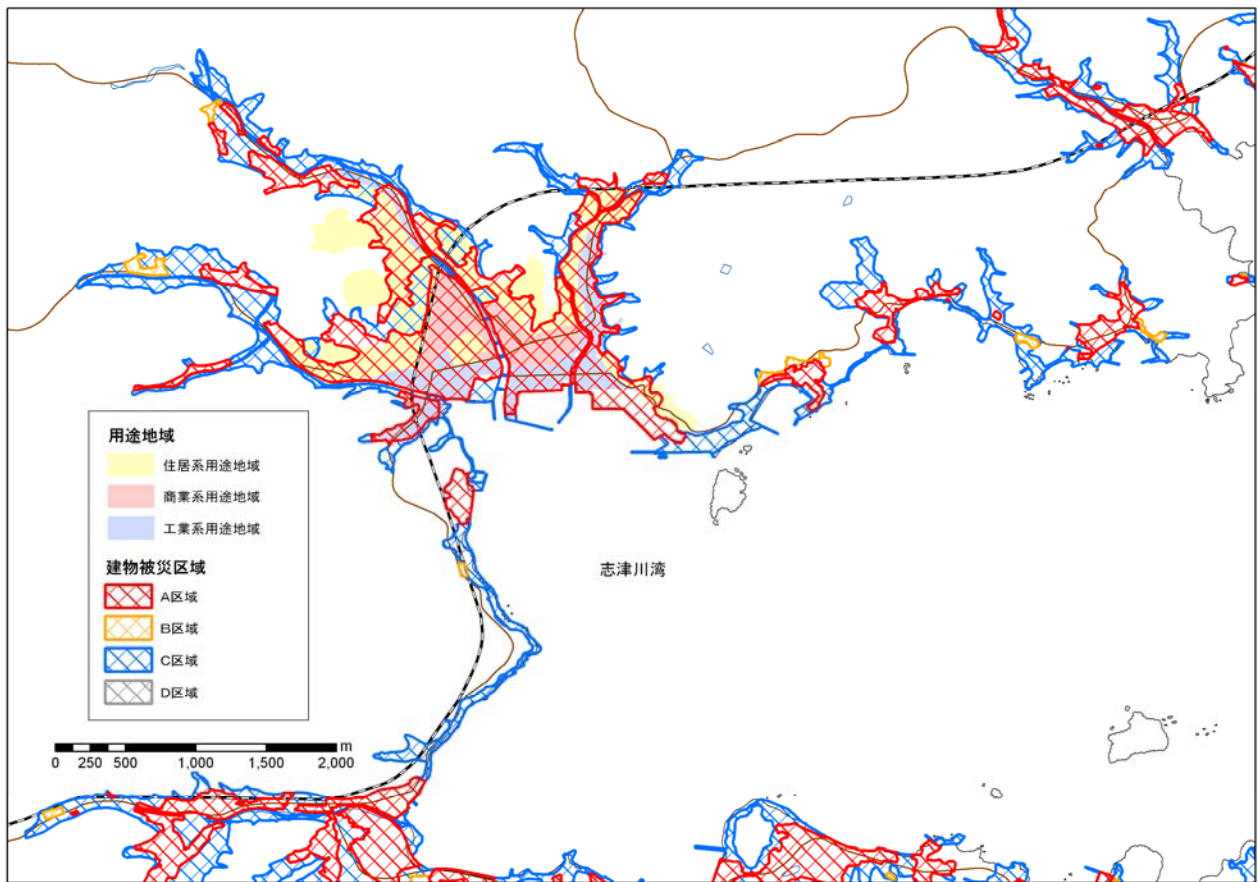 志津川湾
用途地域
住居系用途地域
商業系用途地域
工業系用途地域
建物被災区域
A区域
B区域
C区域
D区域
m
0 250 500 1,000 1,500 2,000